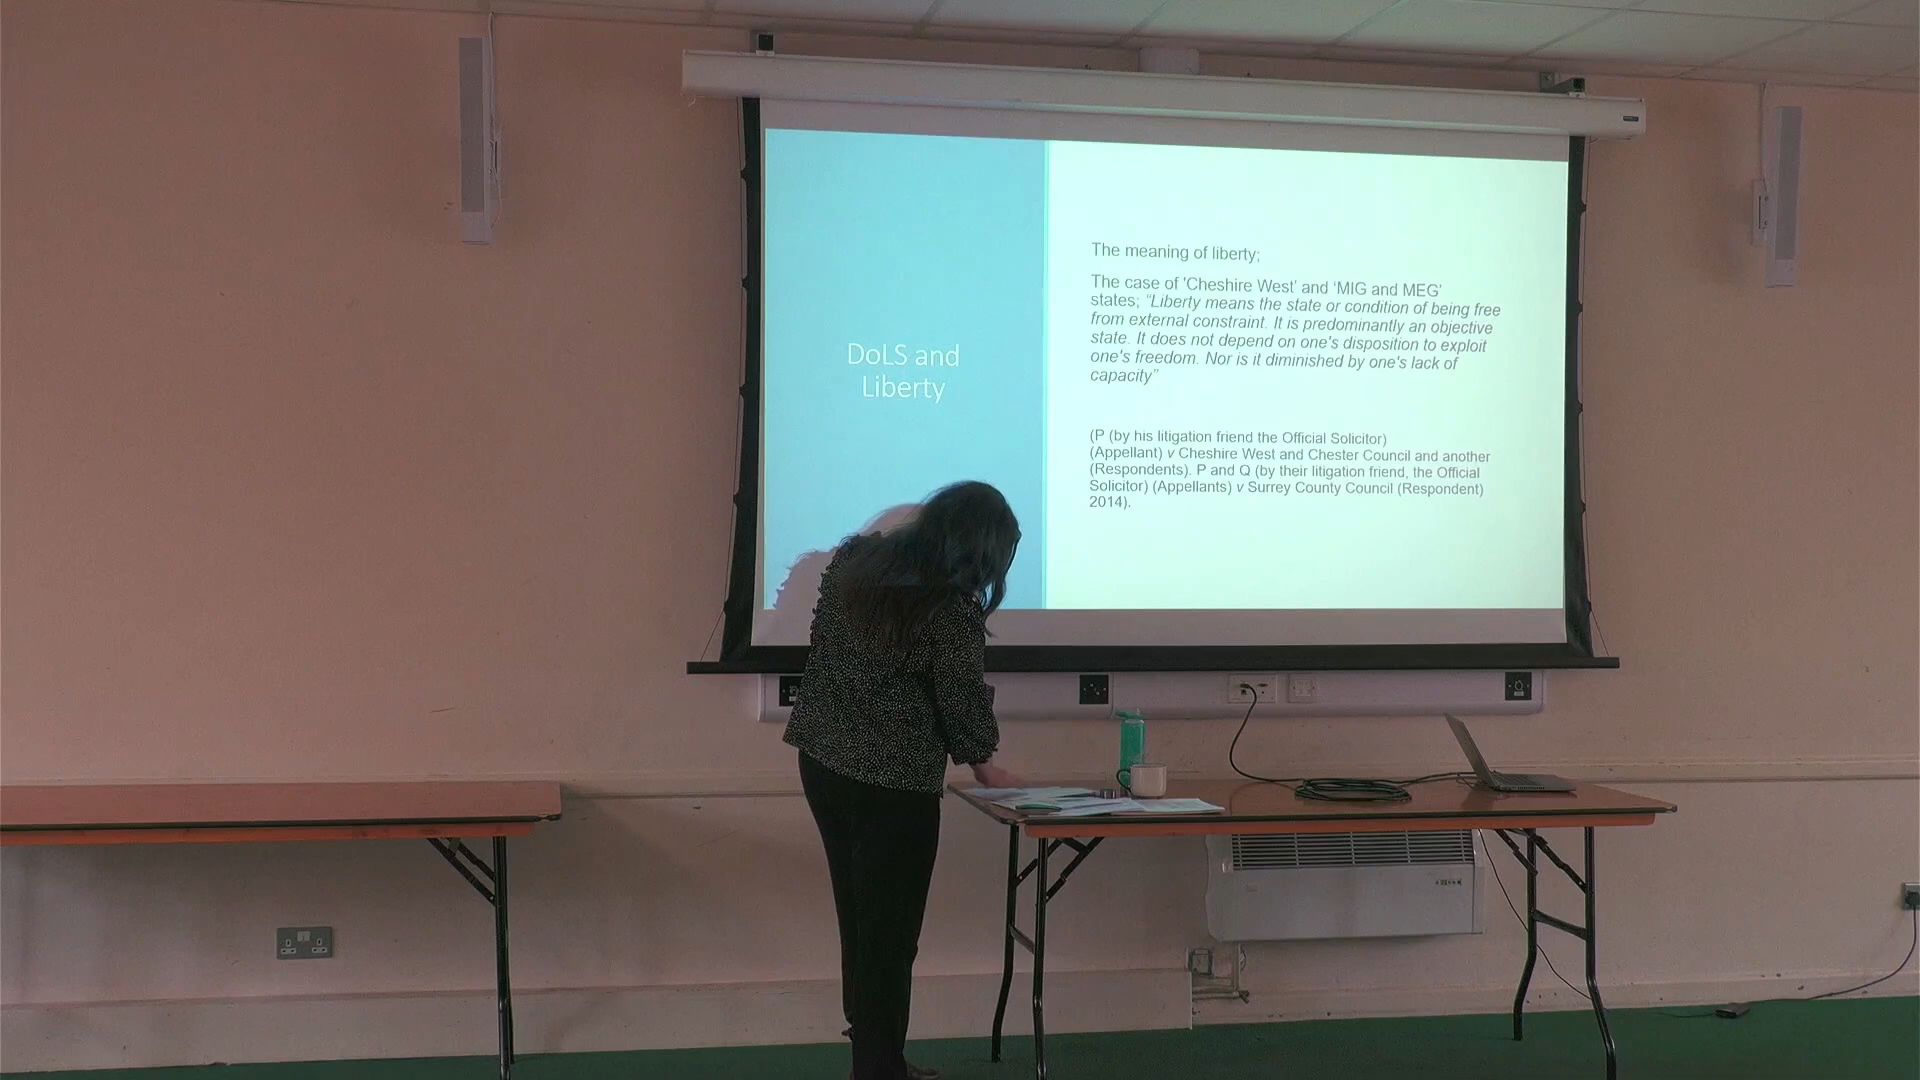 DoLS and
Liberty
The meaning of liberty;
The case of 'Cheshire West' and ‘MIG and MEG’
states; “Liberty means the state or condition of being free
from external constraint. It is predominantly an objective
state. It does not depend on one's disposition to exploit
one's freedom. Nor is it diminished by one's lack of
capacity”
(P (by his litigation friend the Official Solicitor)
(Appellant) v Cheshire West and Chester Council and another
(Respondents). P and Q (by their litigation friend, the Official
Solicitor) (Appellants) v Surrey County Council (Respondent)
2014).